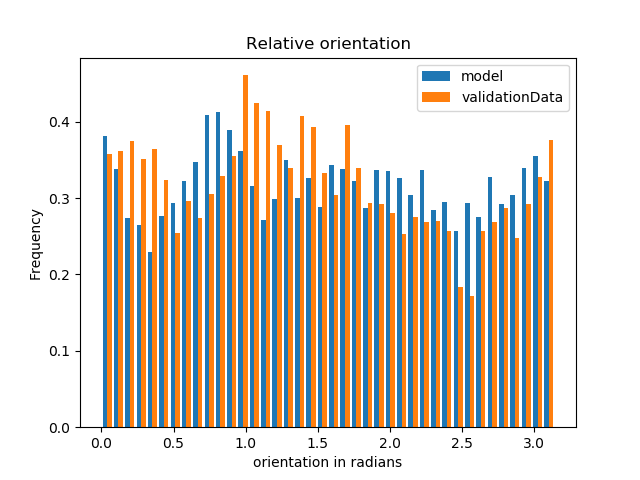 Relative orientation
model
validationData
Frequency
0.4
0.3
0.2
0.1
0.0
0.0 0.5 1.0 1.5 2.0 2.5 3.0
orientation in radians